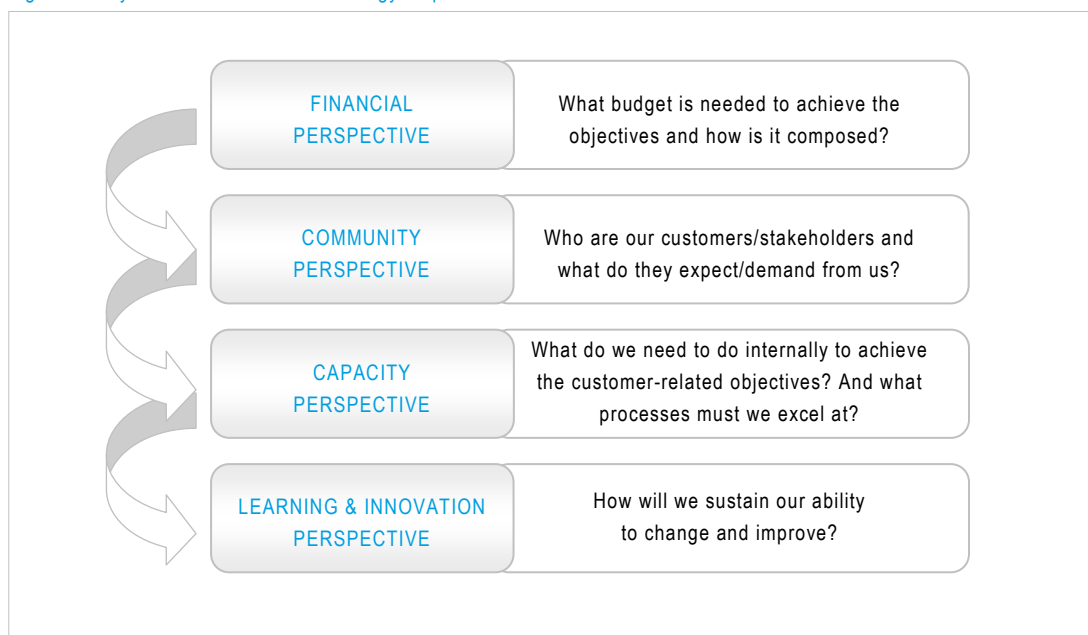 FINANCIAL
PERSPECTIVE
What budget is needed to achieve the
objectives and how is it composed?
COMMUNITY
PERSPECTIVE
Who are our customers/stakeholders and
what do they expect/demand from us?
CAPACITY
PERSPECTIVE
What do we need to do internally to achieve
the customer-related objectives? And what
processes must we excel at?
LEARNING & INNOVATION
PERSPECTIVE
How will we sustain our ability
to change and improve?